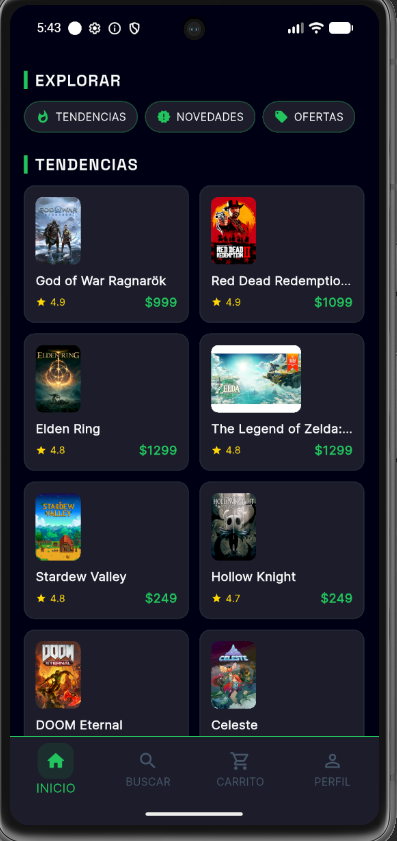 5:43
EXPLORAR
TENDENCIAS NOVEDADES OFERTAS
TENDENCIAS
GOD OF WAR
RED DEAD
REDEMPTION
God of War Ragnarök Red Dead Redemptio...
4.9 $999 4.9 $1099
ELDEN RING
ZELDA
Elden Ring The Legend of Zelda:...
4.8 $1299 4.8 $1299
STARDEW
VALLEY
HOLLOW KNIGHT
Stardew Valley Hollow Knight
4.8 $249 4.7 $249
DOOM
ETERNAL
CELESTE
DOOM Eternal Celeste
INICIO BUSCAR CARRITO PERFIL